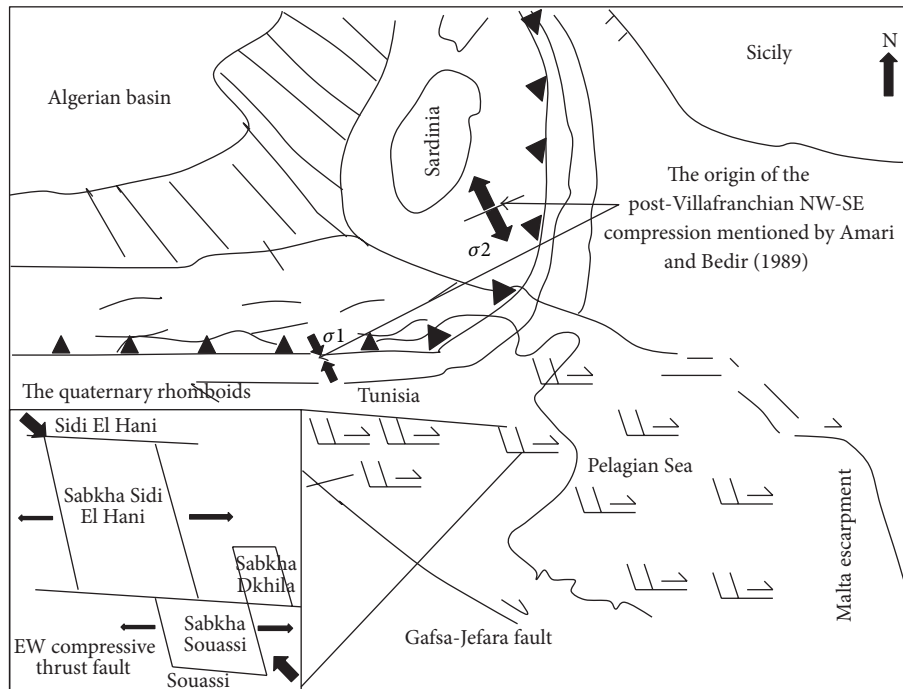 Algerian basin
Sardinia
Sicily
N
The origin of the
post-Villafranchian NW-SE
compression mentioned by Amari
and Bedir (1989)
σ2
σ1
The quaternary rhomboids
Tunisia
Sidi El Hani
Sabkha Sidi
El Hani
Sabkha
Dkhila
Sabkha
Souassi
EW compressive
thrust fault
Souassi
Pelagian Sea
Gafsa-Jefara fault
Malta escarpment